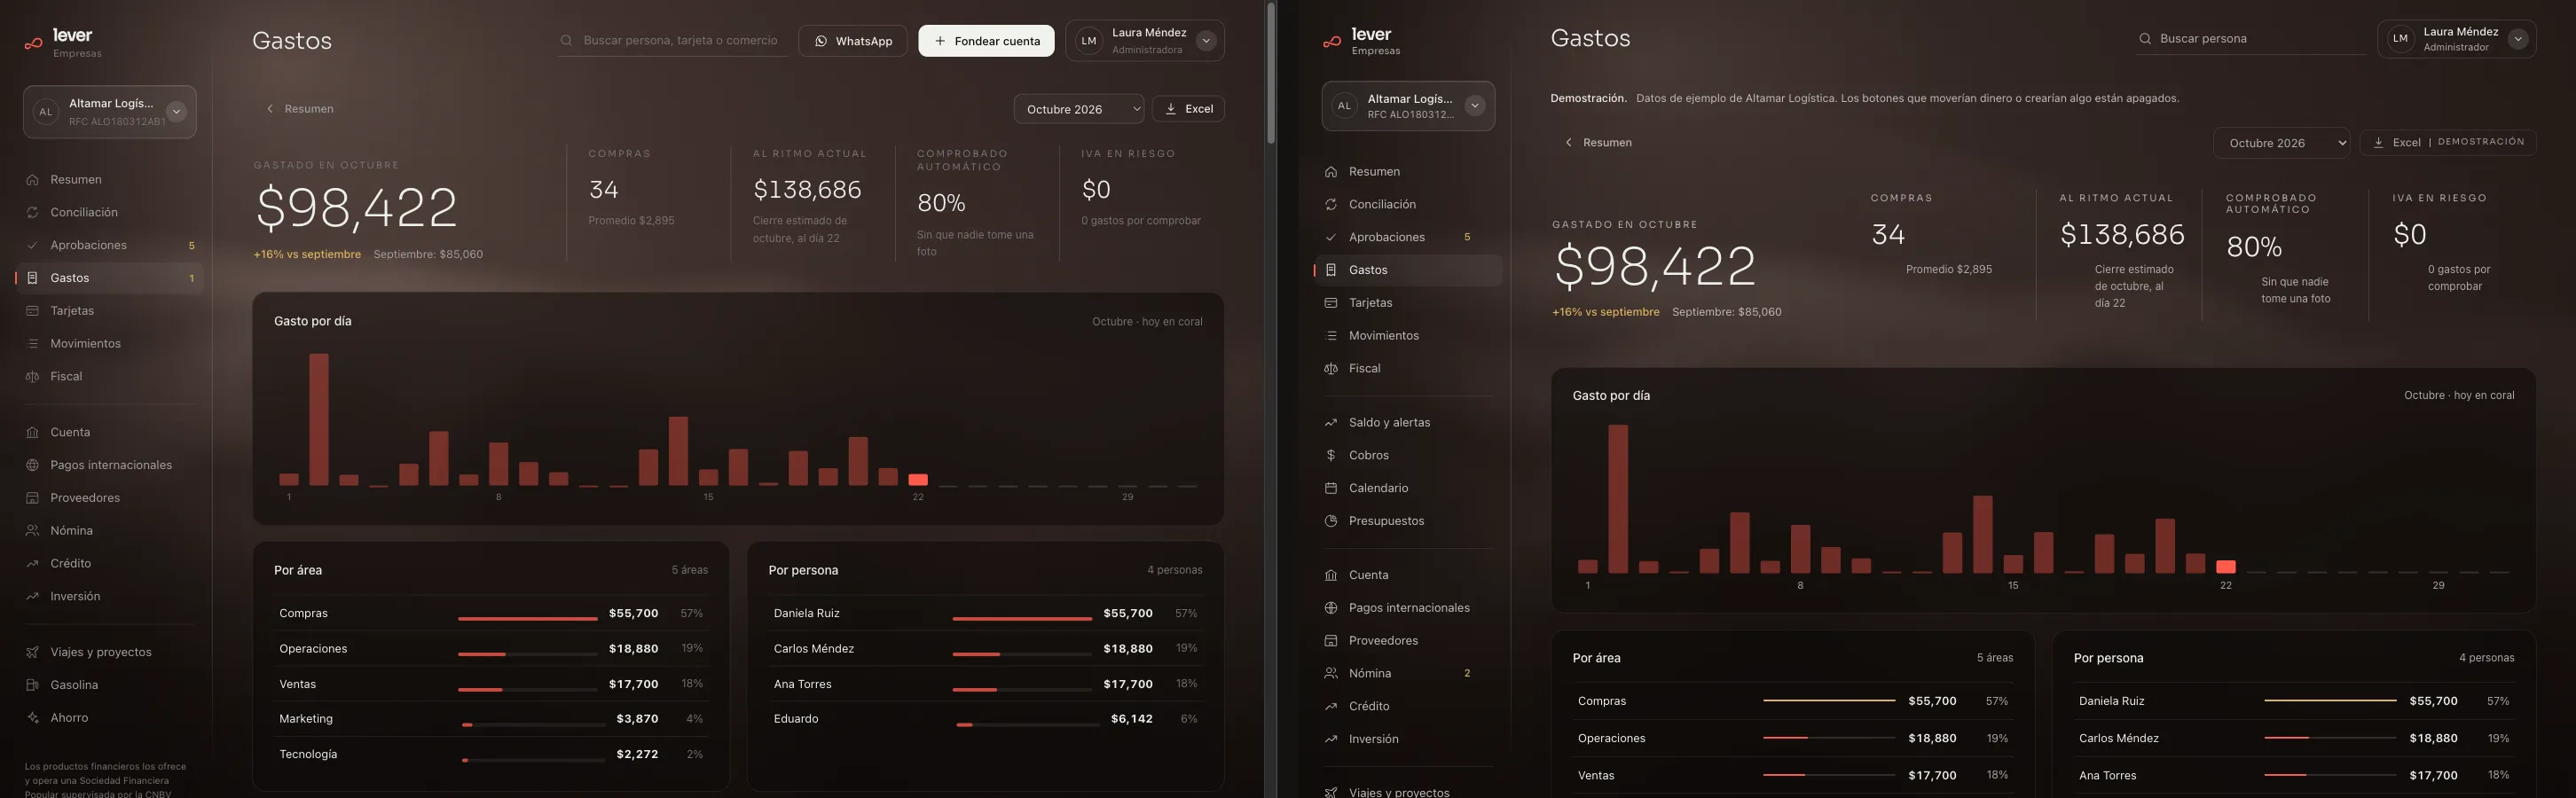 lever
Empresas
Gastos
Buscar persona, tarjeta o comercio
WhatsApp
+ Fondear cuenta
LM
Laura Méndez
Administradora
AL
Altamar Logís...
RFC ALO180312AB1
Resumen
Octubre 2026
Excel
Resumen
Conciliación
Aprobaciones 5
Gastos 1
Tarjetas
Movimientos
Fiscal
Cuenta
Pagos internacionales
Proveedores
Nómina
Crédito
Inversión
Viajes y proyectos
Gasolina
Ahorro
Los productos financieros los ofrece
y opera una Sociedad Financiera
Popular supervisada por la CNBV
GASTADO EN OCTUBRE
$98,422
+16% vs septiembre Septiembre: $85,060
COMPRAS
34
Promedio $2,895
AL RITMO ACTUAL
$138,686
Cierre estimado de
octubre, al día 22
COMPROBADO
AUTOMÁTICO
80%
Sin que nadie tome una
foto
IVA EN RIESGO
$0
0 gastos por comprobar
Gasto por día
Octubre · hoy en coral
1 8 15 22 29
Por área
5 áreas
Compras $55,700 57%
Operaciones $18,880 19%
Ventas $17,700 18%
Marketing $3,870 4%
Tecnología $2,272 2%
Por persona
4 personas
Daniela Ruiz $55,700 57%
Carlos Méndez $18,880 19%
Ana Torres $17,700 18%
Eduardo $6,142 6%
lever
Empresas
Gastos
Buscar persona
LM
Laura Méndez
Administrador
AL
Altamar Logís...
RFC ALO180312...
Demostración. Datos de ejemplo de Altamar Logística. Los botones que moverían dinero o crearían algo están apagados.
Resumen
Octubre 2026
Excel | DEMOSTRACIÓN
Resumen
Conciliación
Aprobaciones 5
Gastos
Tarjetas
Movimientos
Fiscal
Saldo y alertas
Cobros
Calendario
Presupuestos
Cuenta
Pagos internacionales
Proveedores
Nómina 2
Crédito
Inversión
Viajes y proyectos
GASTADO EN OCTUBRE
$98,422
+16% vs septiembre Septiembre: $85,060
COMPRAS
34
Promedio $2,895
AL RITMO ACTUAL
$138,686
Cierre estimado
de octubre, al
día 22
COMPROBADO
AUTOMÁTICO
80%
Sin que nadie
tome una foto
IVA EN RIESGO
$0
0 gastos por
comprobar
Gasto por día
Octubre · hoy en coral
1 8 15 22 29
Por área
5 áreas
Compras $55,700 57%
Operaciones $18,880 19%
Ventas $17,700 18%
Por persona
4 personas
Daniela Ruiz $55,700 57%
Carlos Méndez $18,880 19%
Ana Torres $17,700 18%